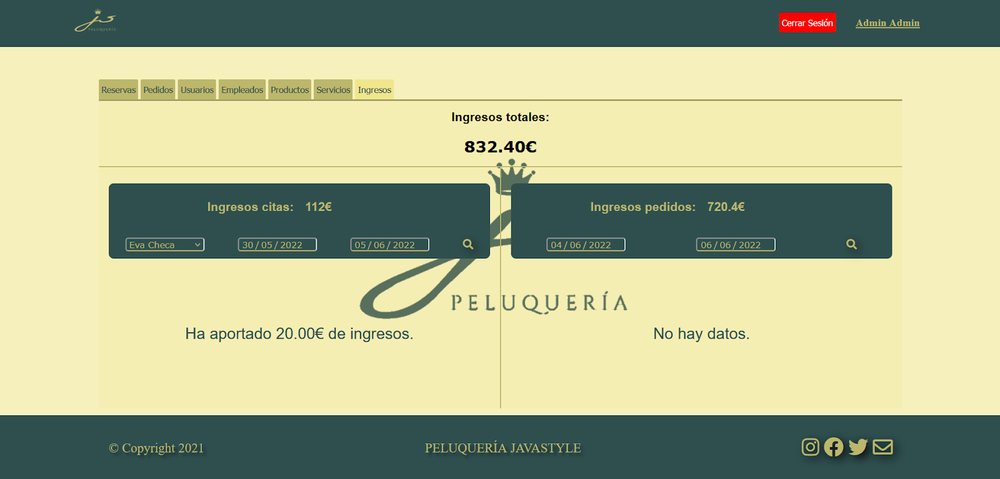 js
PELUQUERÍA
Cerrar Sesión
Admin Admin
Reservas Pedidos Usuarios Empleados Productos Servicios Ingresos
Ingresos totales:
832.40€
Ingresos citas: 112€
Eva Checa 30/05/2022 05/06/2022
Ingresos pedidos: 720.4€
04/06/2022 06/06/2022
PELUQUERÍA
Ha aportado 20.00€ de ingresos.
No hay datos.
© Copyright 2021
PELUQUERÍA JAVASTYLE